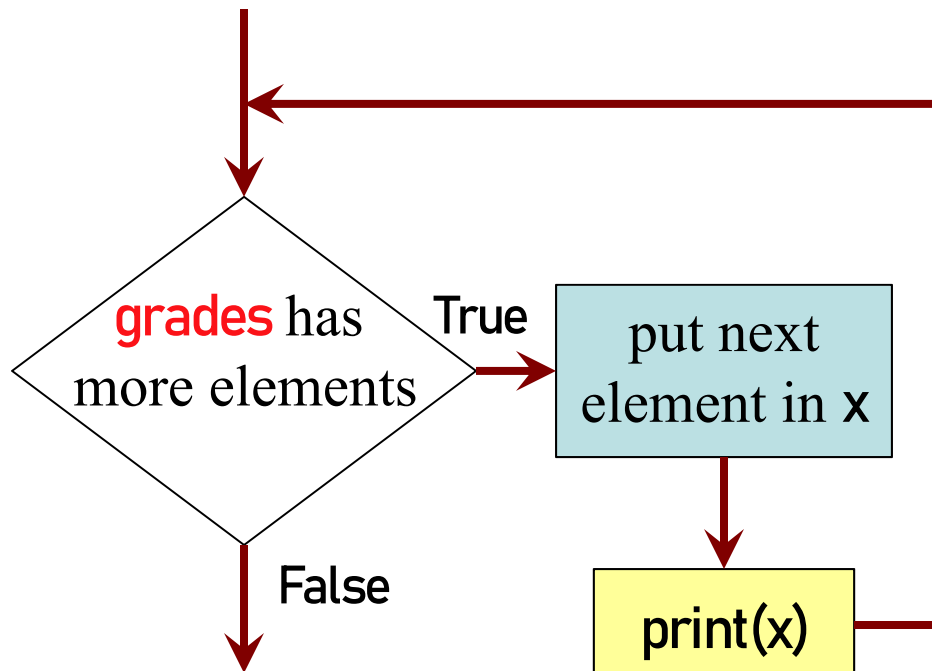 grades has
more elements
True
put next
element in x
False
print(x)